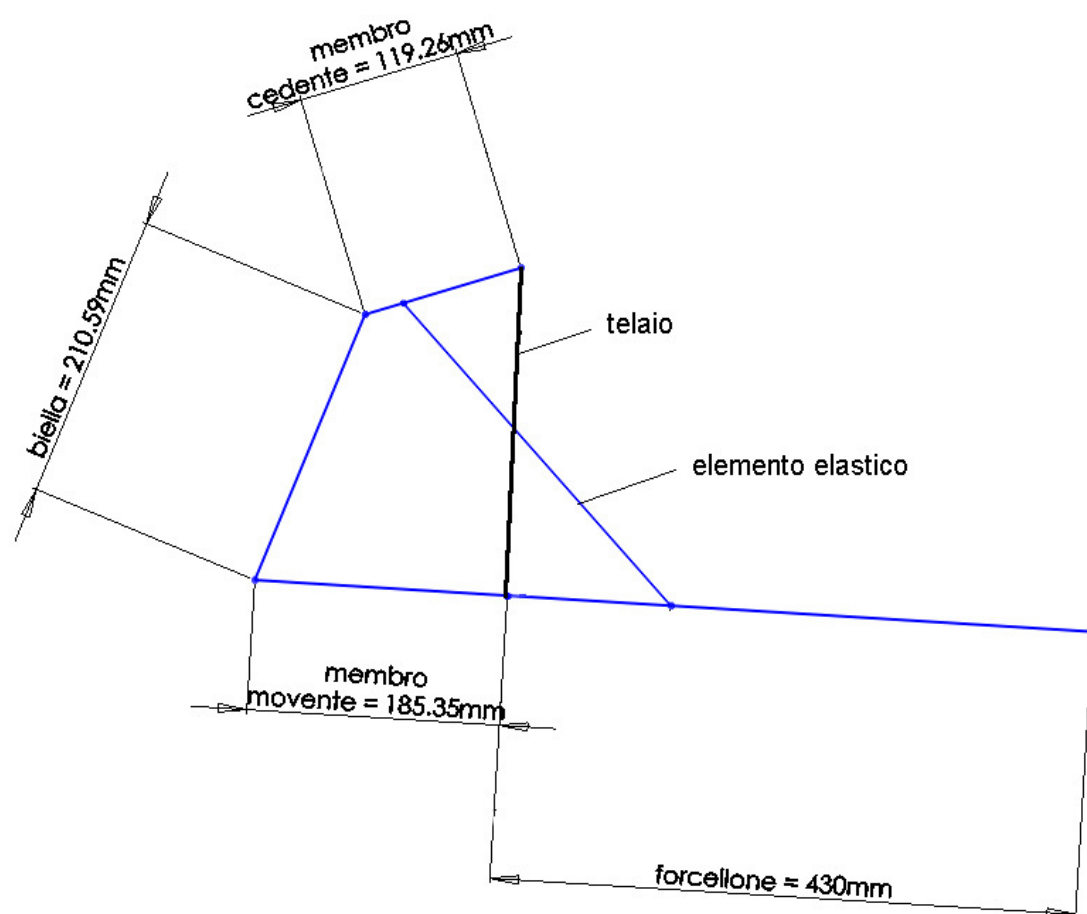 membro
cedente = 119.26mm
biella = 210.59mm
telaio
elemento elastico
membro
movente = 185.35mm
forcellone = 430mm